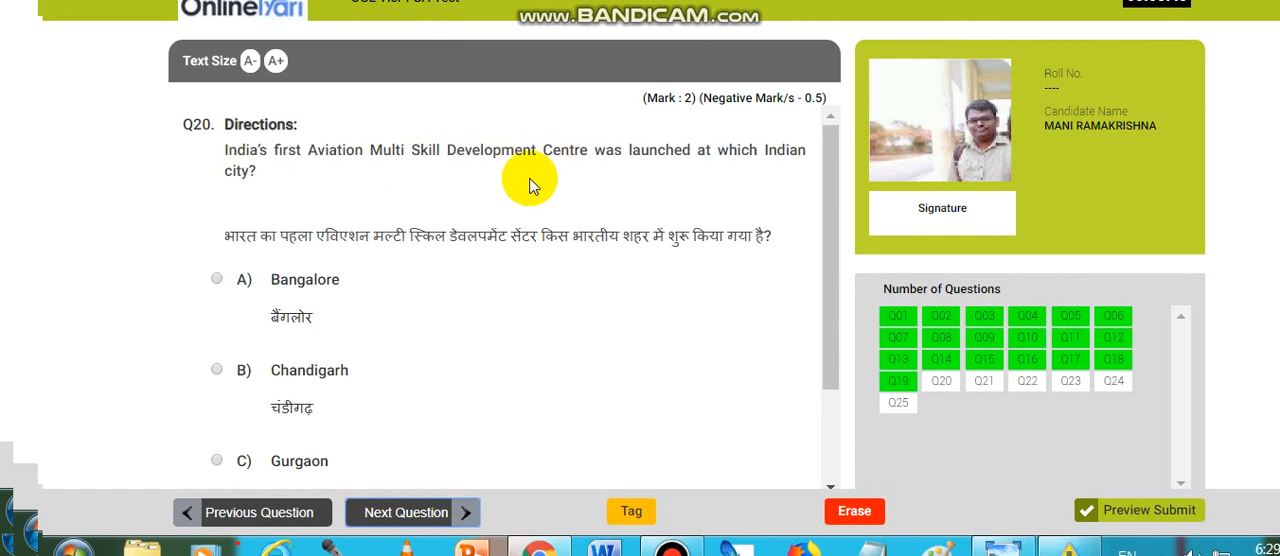 OnlineTyari
www.BANDICAM.com
Text Size A- A+
(Mark : 2) (Negative Mark/s - 0.5)
Q20. Directions:
India's first Aviation Multi Skill Development Centre was launched at which Indian
city?
भारत का पहला एविएशन मल्टी स्किल डेवलपमेंट सेंटर किस भारतीय शहर में शुरू किया गया है?
A) Bangalore
बैंगलोर
B) Chandigarh
चंडीगढ़
C) Gurgaon
Previous Question
Next Question
Tag
Erase
Roll No.
----
Candidate Name
MANI RAMAKRISHNA
Signature
Number of Questions
Q01 Q02 Q03 Q04 Q05 Q06
Q07 Q08 Q09 Q10 Q11 Q12
Q13 Q14 Q15 Q16 Q17 Q18
Q19 Q20 Q21 Q22 Q23 Q24
Q25
Preview Submit
EN
6:29